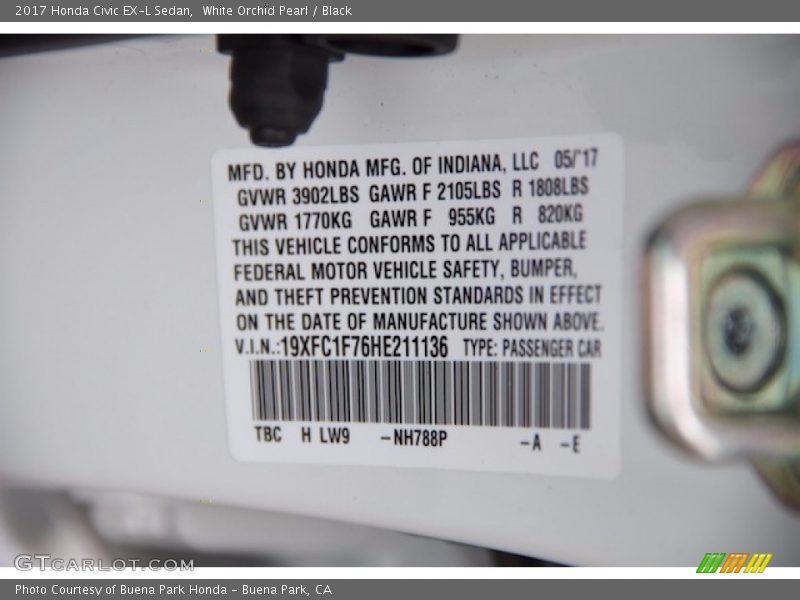 2017 Honda Civic EX-L Sedan, White Orchid Pearl / Black
MFD. BY HONDA MFG. OF INDIANA, LLC 05/'17
GVWR 3902LBS GAWR F 2105LBS R 1808LBS
GVWR 1770KG GAWR F 955KG R 820KG
THIS VEHICLE CONFORMS TO ALL APPLICABLE
FEDERAL MOTOR VEHICLE SAFETY, BUMPER,
AND THEFT PREVENTION STANDARDS IN EFFECT
ON THE DATE OF MANUFACTURE SHOWN ABOVE.
V.I.N.:19XFC1F76HE211136 TYPE: PASSENGER CAR
TBC H LW9 -NH788P -A -E
GTCARLOT.COM
Photo Courtesy of Buena Park Honda - Buena Park, CA